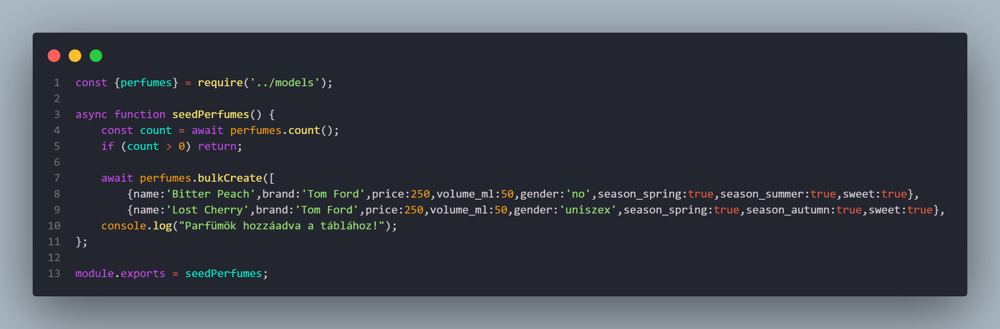 1 const {perfumes} = require('../models');
2
3 async function seedPerfumes() {
4     const count = await perfumes.count();
5     if (count > 0) return;
6
7     await perfumes.bulkCreate([
8         {name:'Bitter Peach',brand:'Tom Ford',price:250,volume_ml:50,gender:'no',season_spring:true,season_summer:true,sweet:true},
9         {name:'Lost Cherry',brand:'Tom Ford',price:250,volume_ml:50,gender:'uniszex',season_spring:true,season_autumn:true,sweet:true},
10     console.log("Parfümök hozzáadva a táblához!");
11 };
12
13 module.exports = seedPerfumes;